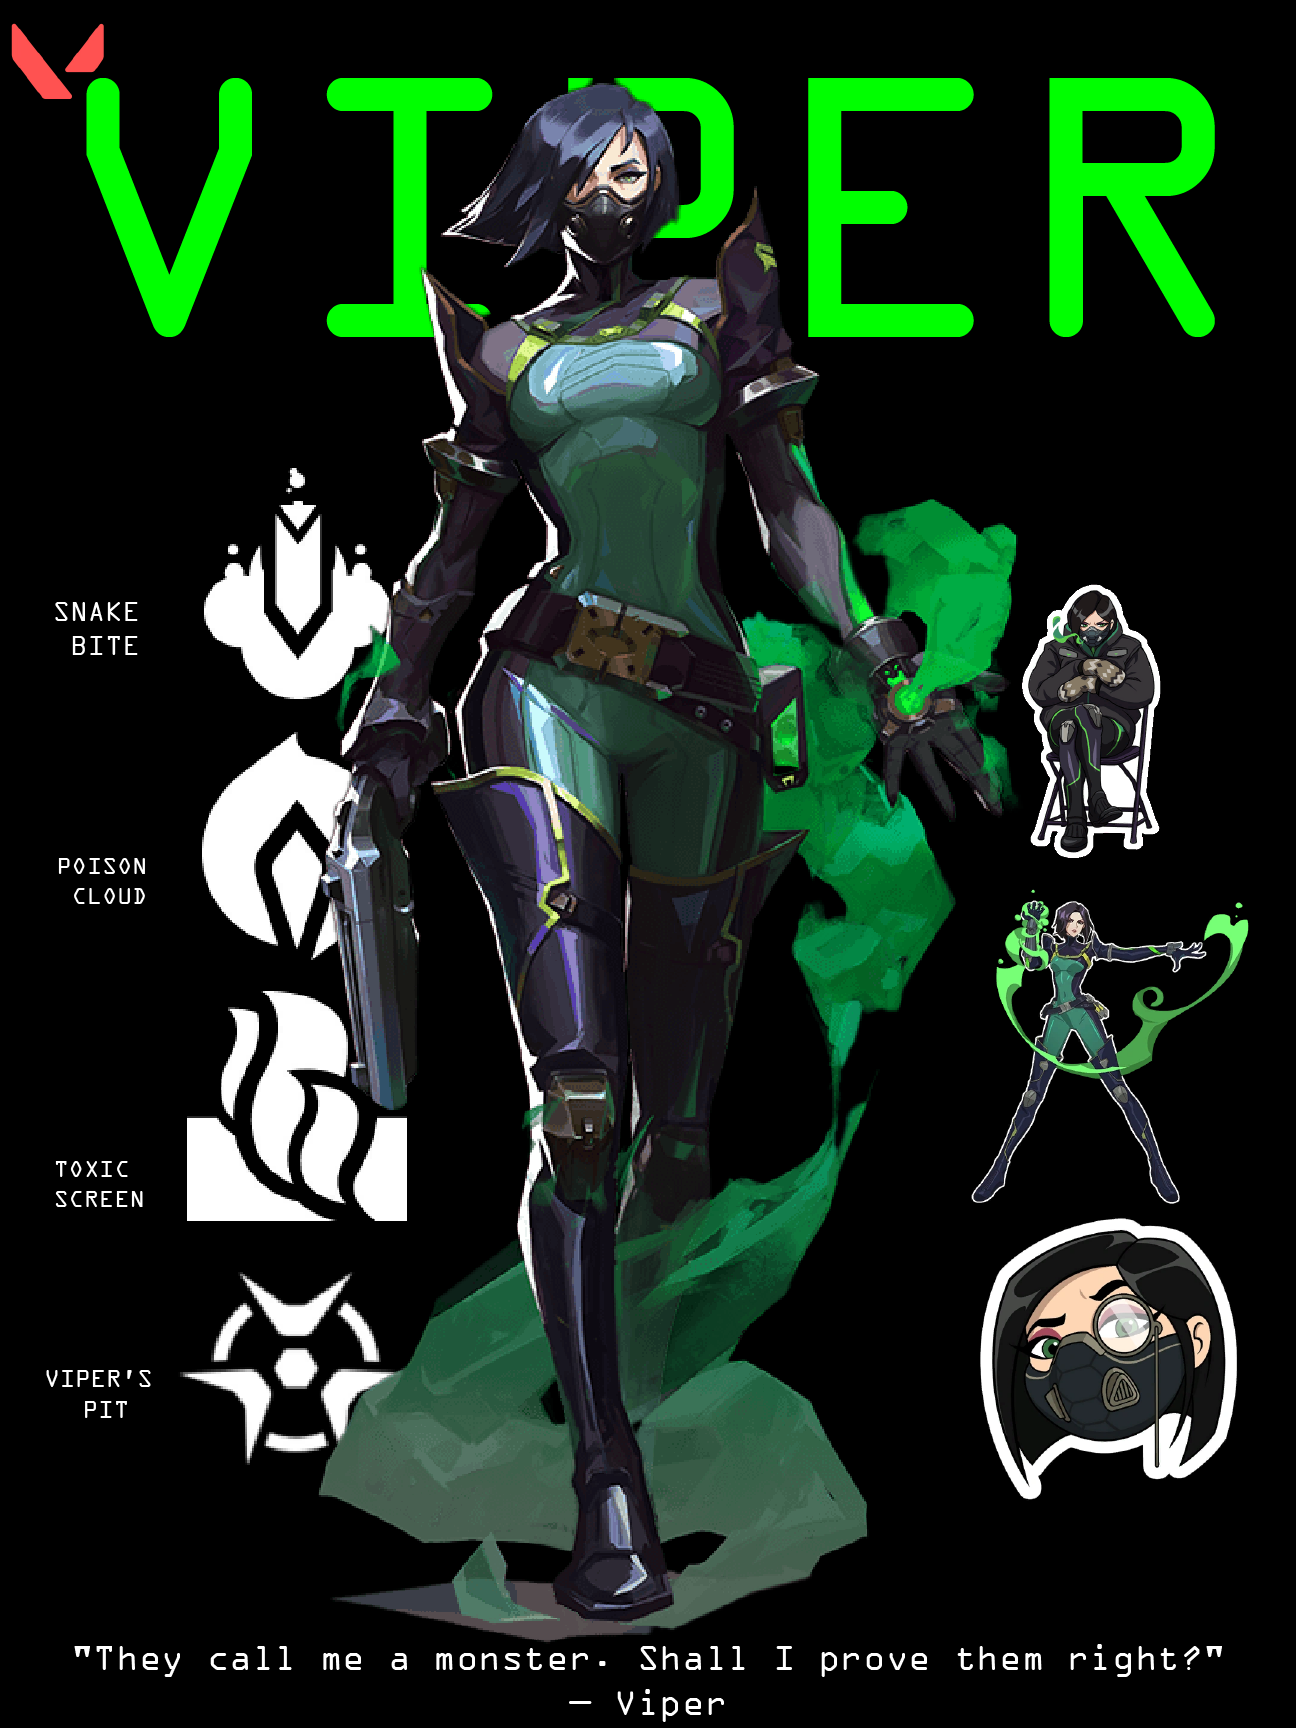 VIPER
SNAKE
BITE
POISON
CLOUD
TOXIC
SCREEN
VIPER'S
PIT
"They call me a monster. Shall I prove them right?"
— Viper